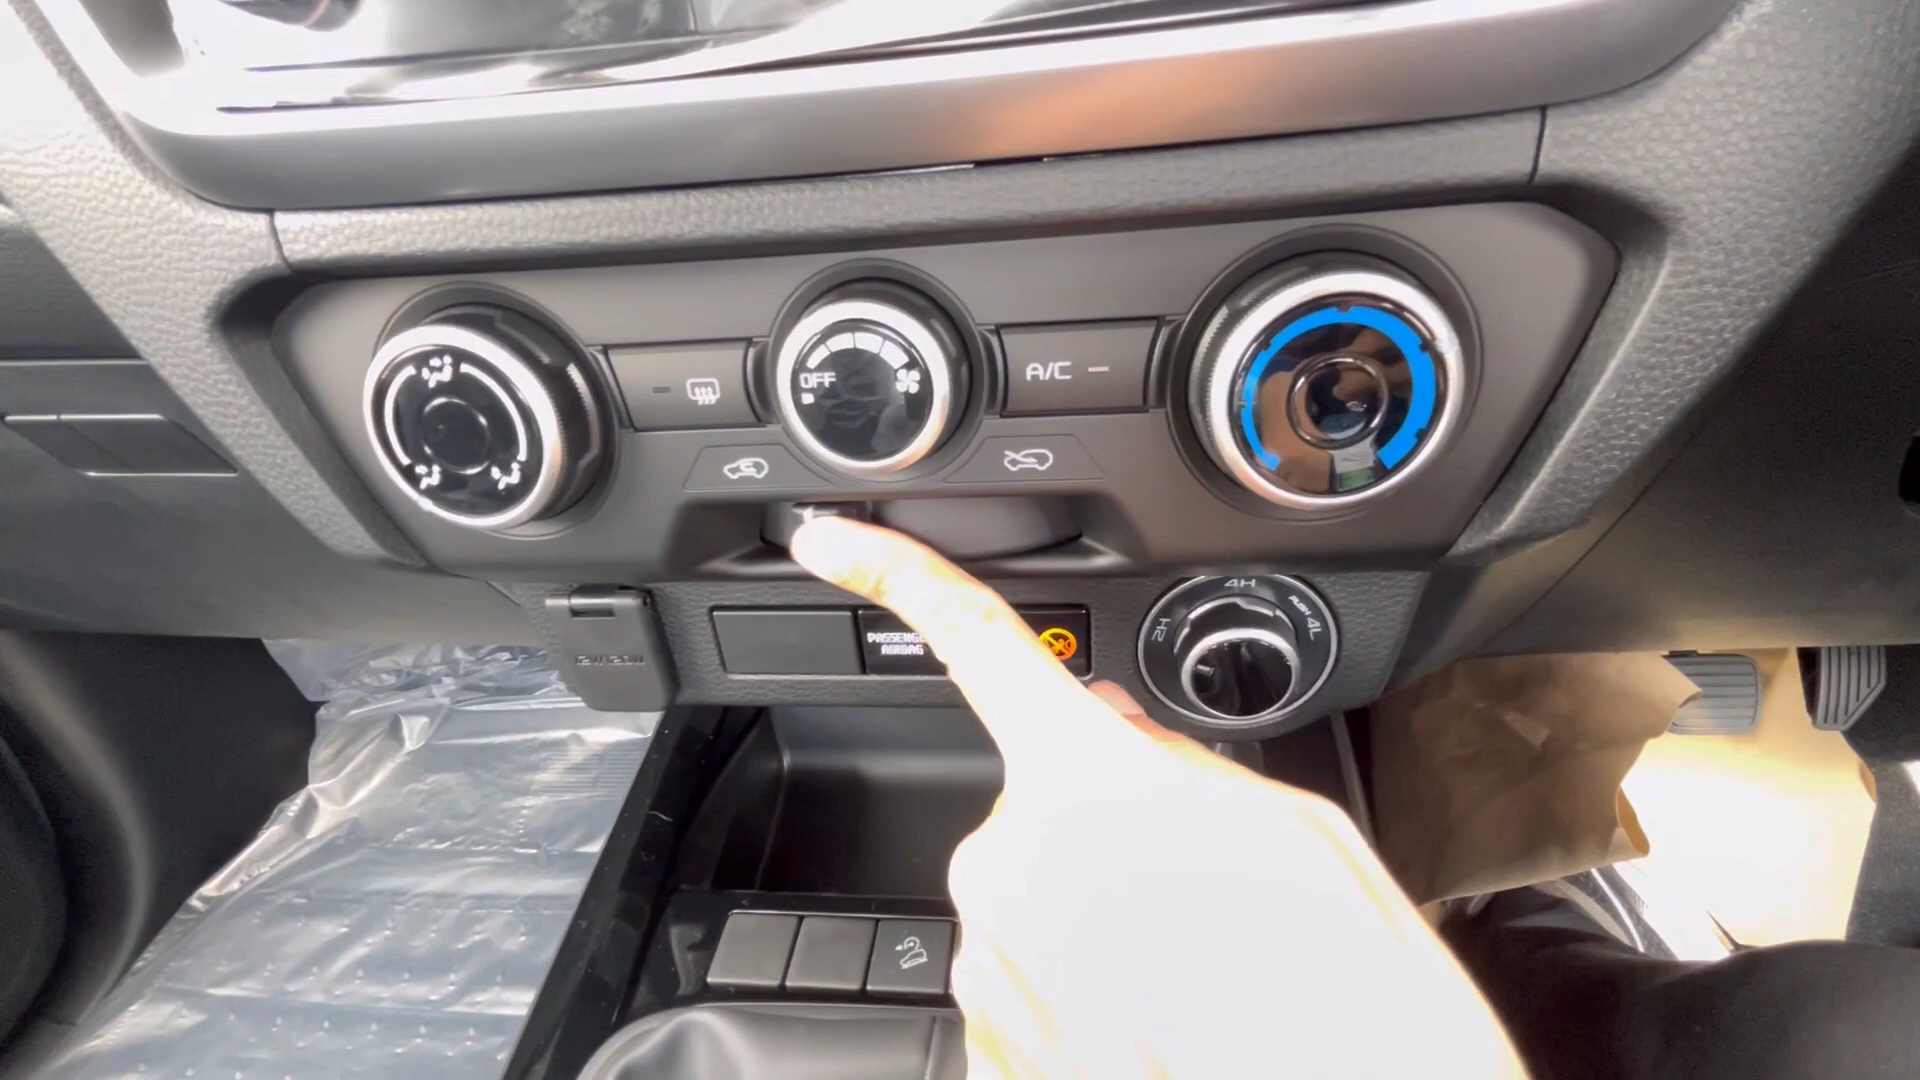 OFF
A/C
PASSENG
AIRBAG
2H
4H
PUSH
4L